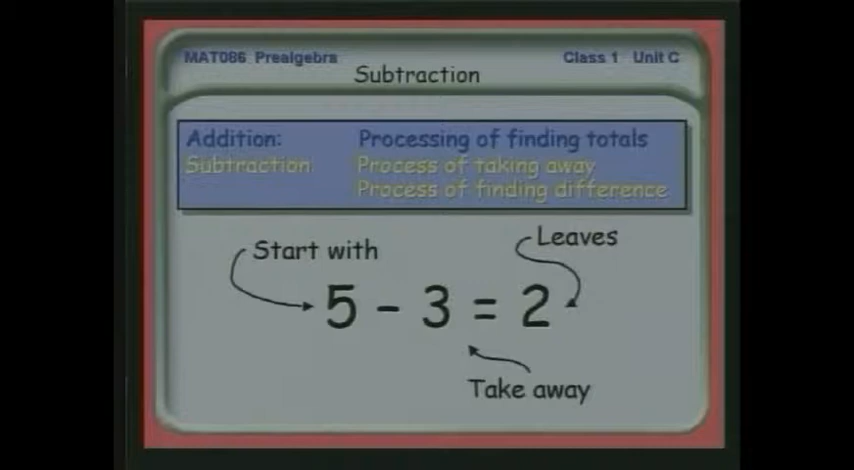 MAT086 Prealgebra
Class 1 Unit C
Subtraction
Addition: Processing of finding totals
Subtraction Process of taking away
Process of finding difference
Start with
Leaves
5 - 3 = 2
Take away